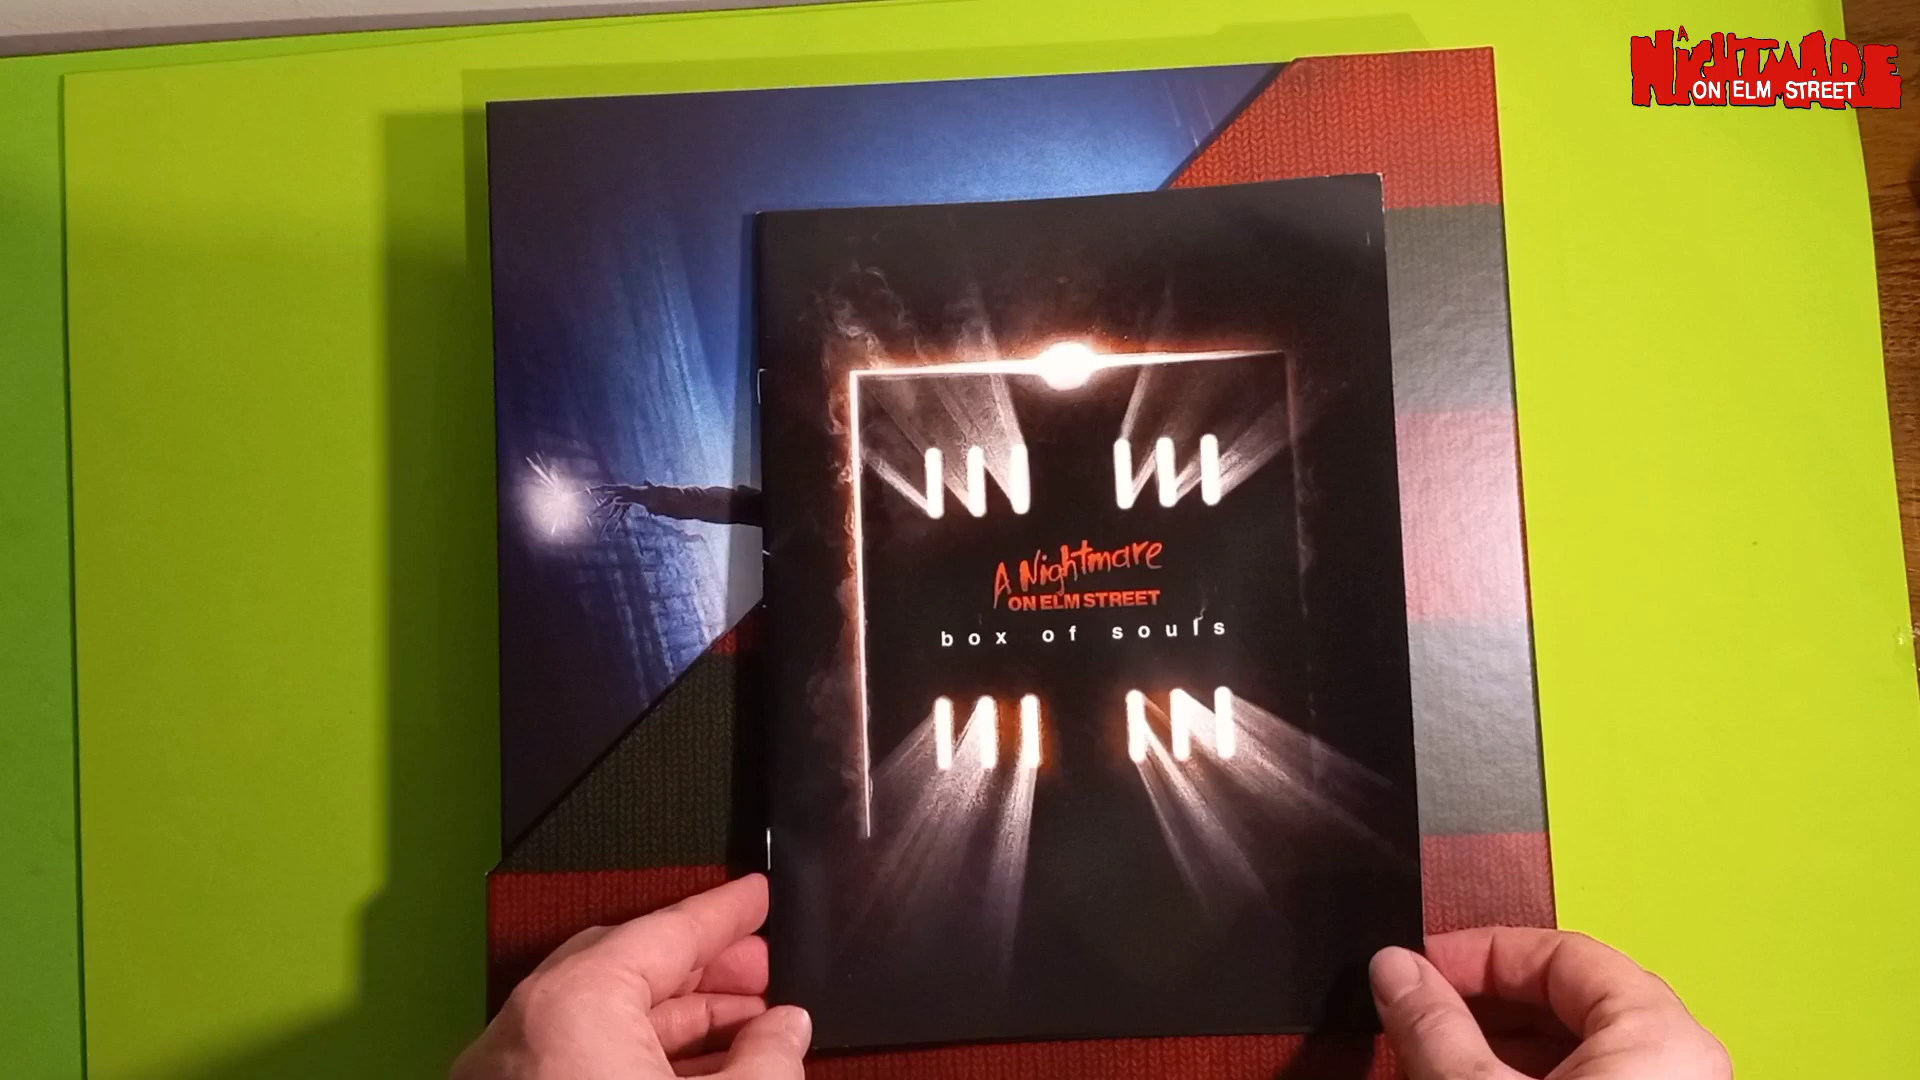 A
NIGHTMARE
ON ELM STREET
A Nightmare
ON ELM STREET
box of souls